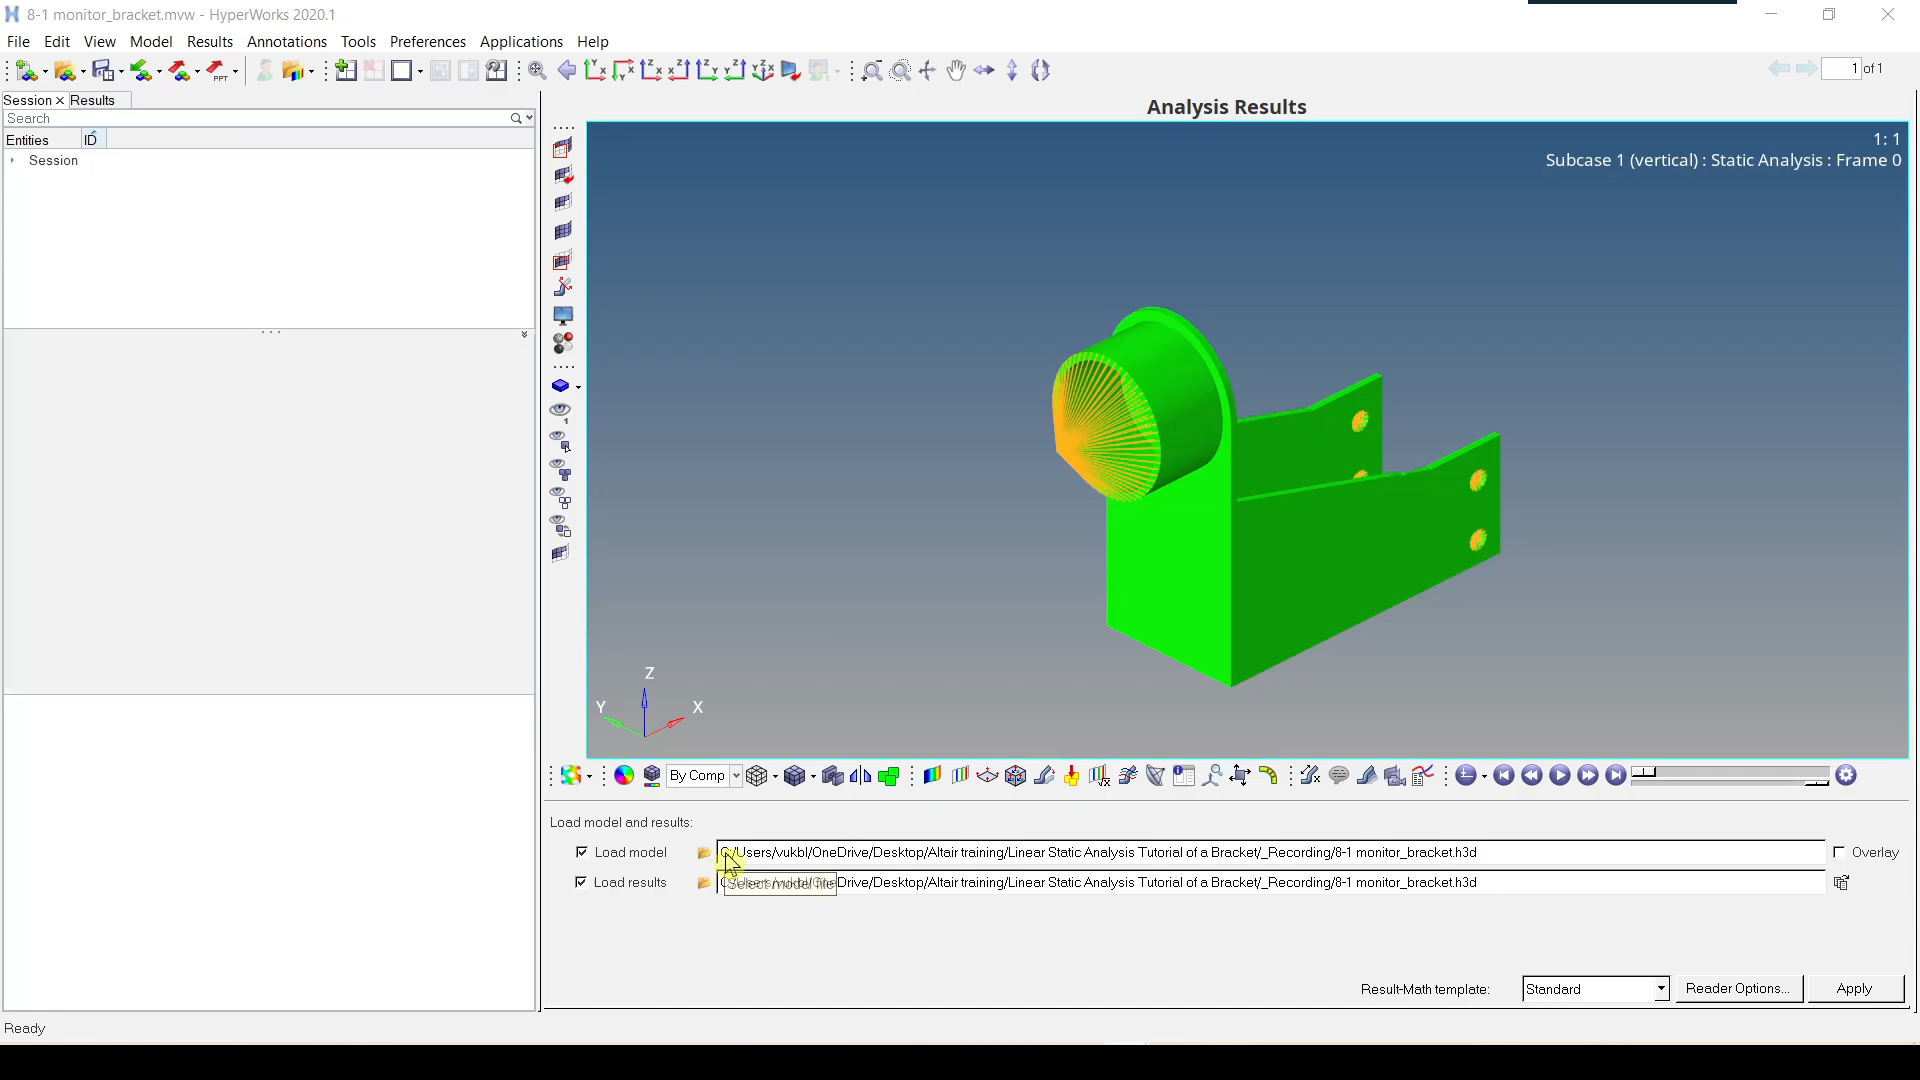 8-1 monitor_bracket.mvw - HyperWorks 2020.1
File Edit View Model Results Annotations Tools Preferences Applications Help
PPT
1 of 1
Session Results
Search
Entities ID
Session
Analysis Results
1: 1
Subcase 1 (vertical) : Static Analysis : Frame 0
Z
Y X
By Comp
Load model and results:
Load model C:/Users/vukbl/OneDrive/Desktop/Altair training/Linear Static Analysis Tutorial of a Bracket/_Recording/8-1 monitor_bracket.h3d Overlay
Load results C:/Users/vukbl/OneDrive/Desktop/Altair training/Linear Static Analysis Tutorial of a Bracket/_Recording/8-1 monitor_bracket.h3d
Select model file
Result-Math template: Standard Reader Options... Apply
Ready